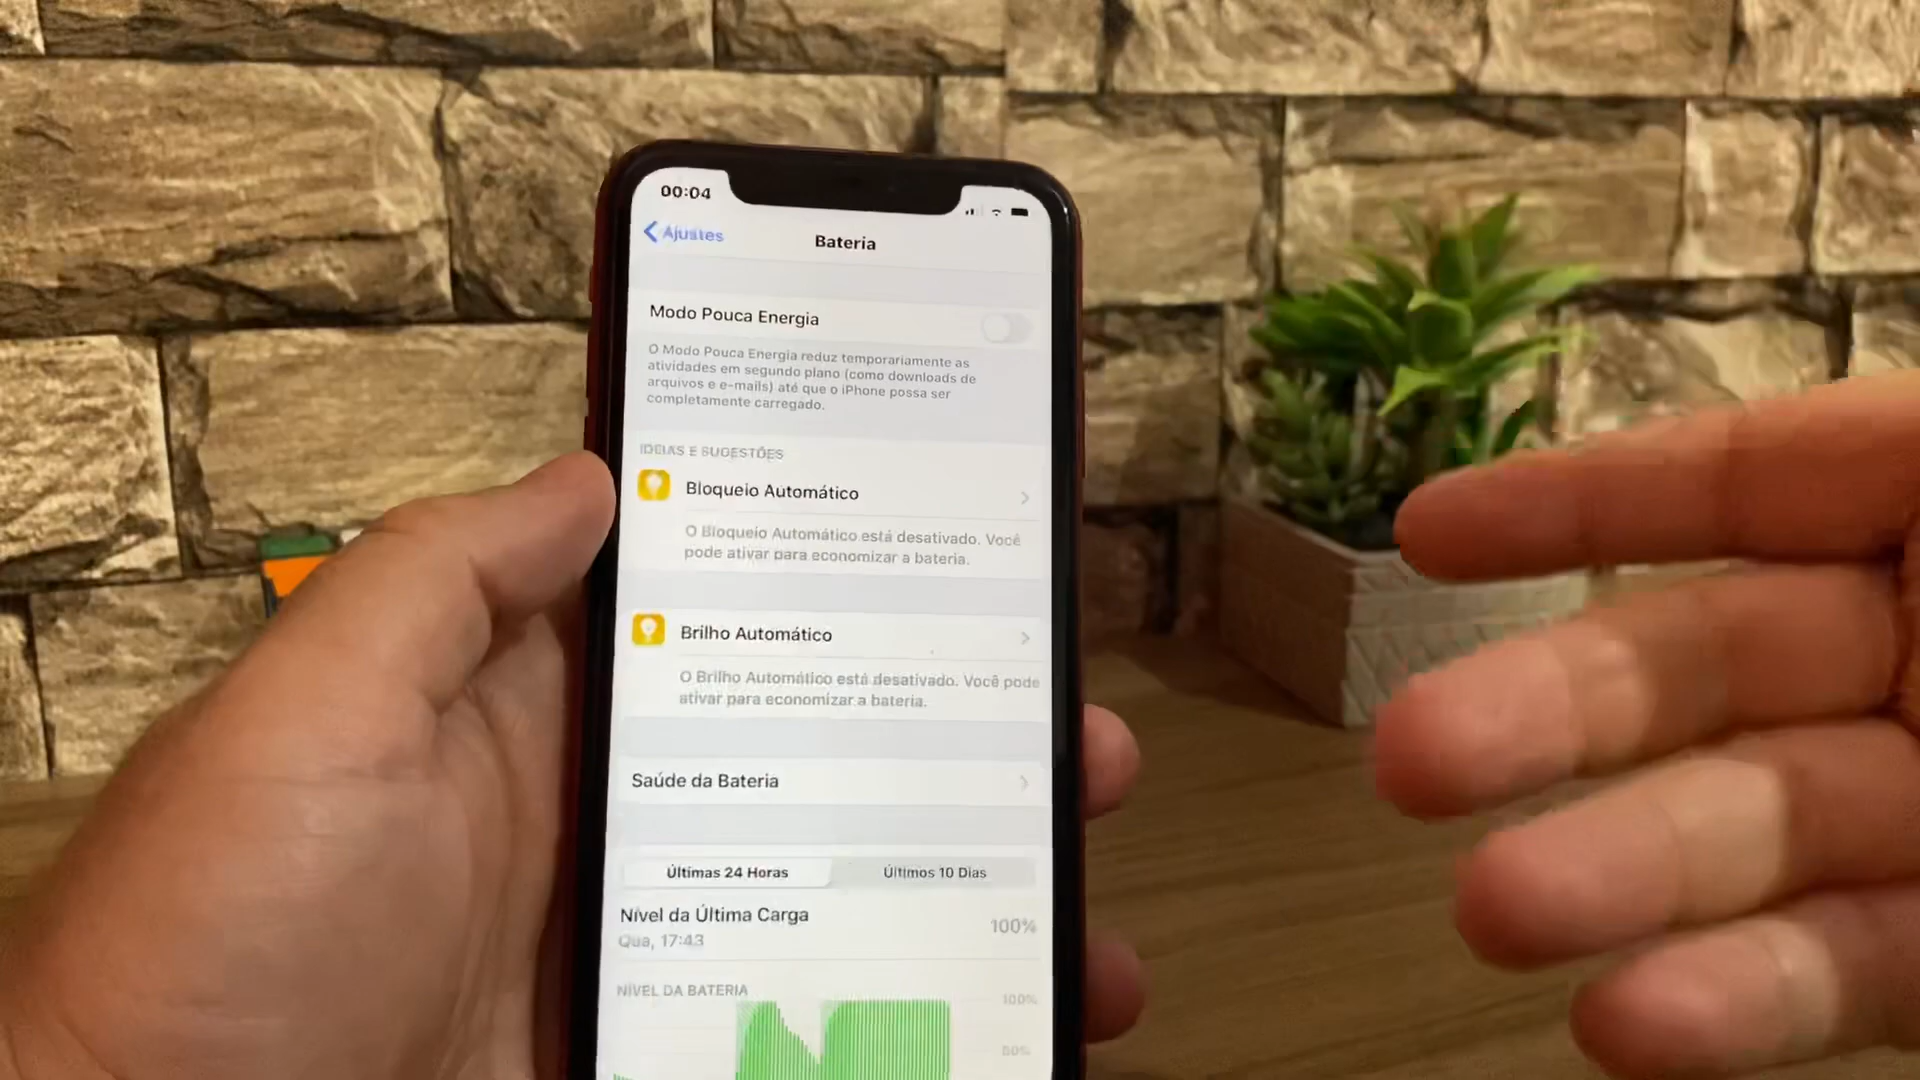 00:04
Ajustes
Bateria
Modo Pouca Energia
O Modo Pouca Energia reduz temporariamente as
atividades em segundo plano (como downloads de
arquivos e e-mails) até que o iPhone possa ser
completamente carregado.
IDEIAS E SUGESTÕES
Bloqueio Automático
O Bloqueio Automático está desativado. Você
pode ativar para economizar a bateria.
Brilho Automático
O Brilho Automático está desativado. Você pode
ativar para economizar a bateria.
Saúde da Bateria
Últimas 24 Horas
Últimos 10 Dias
Nível da Última Carga
100%
Qua, 17:43
NÍVEL DA BATERIA
100%